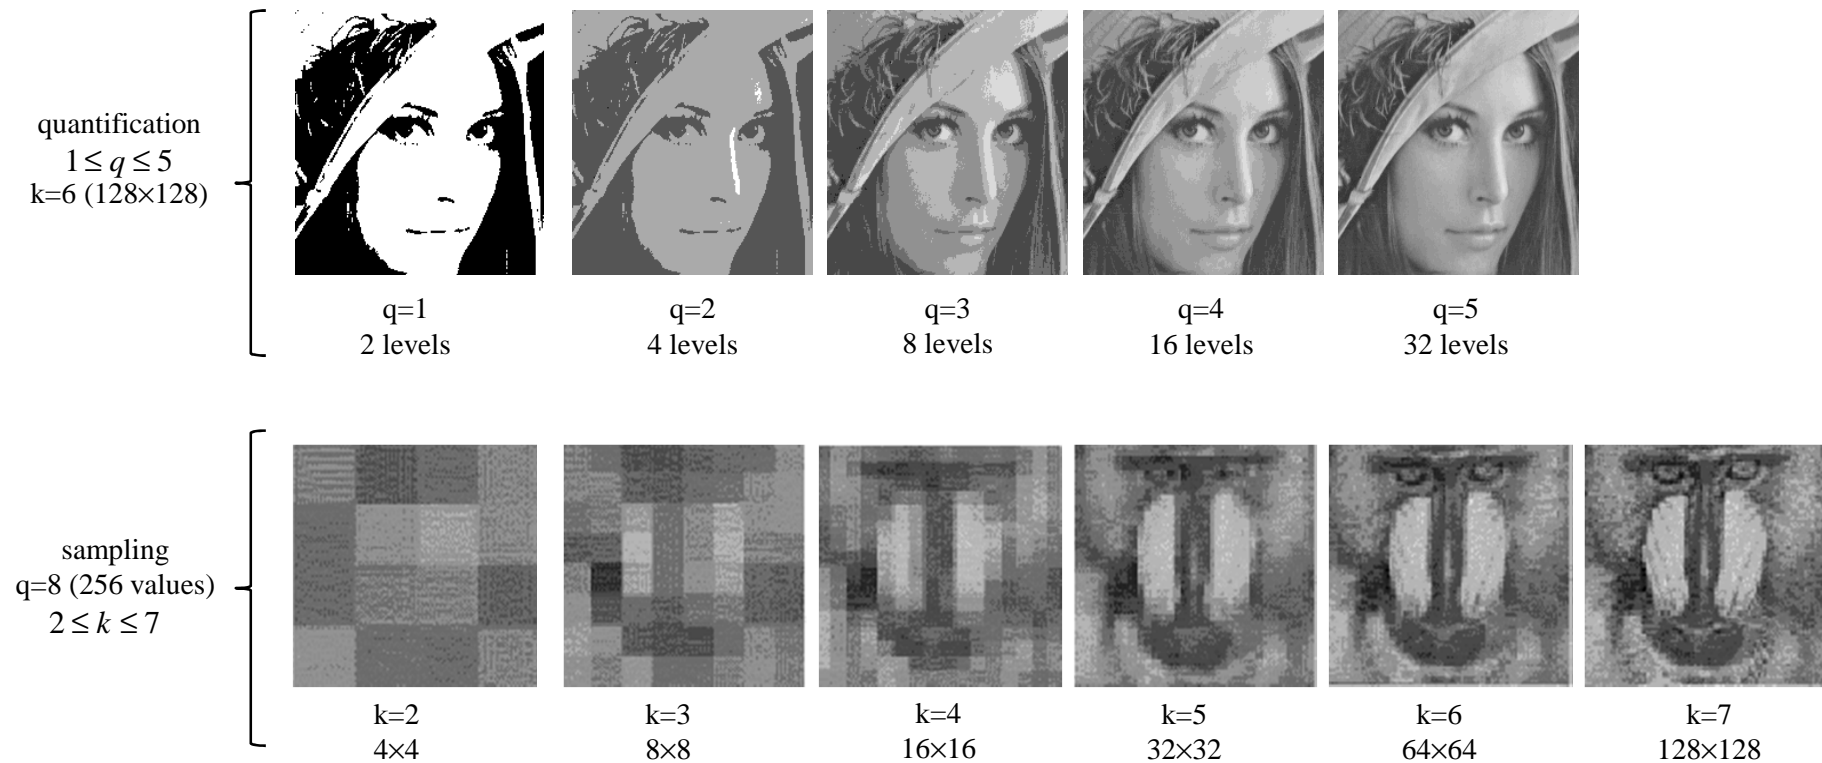 quantification
1 ≤ q ≤ 5
k=6 (128×128)
q=1
2 levels
q=2
4 levels
q=3
8 levels
q=4
16 levels
q=5
32 levels
sampling
q=8 (256 values)
2 ≤ k ≤ 7
k=2
4×4
k=3
8×8
k=4
16×16
k=5
32×32
k=6
64×64
k=7
128×128